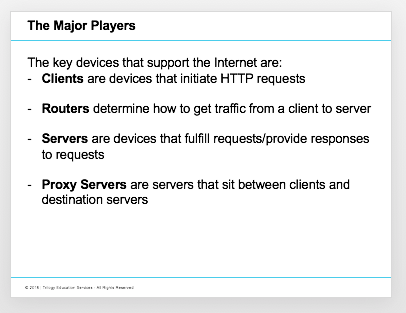 The Major Players
The key devices that support the Internet are:
- Clients are devices that initiate HTTP requests
- Routers determine how to get traffic from a client to server
- Servers are devices that fulfill requests/provide responses
to requests
- Proxy Servers are servers that sit between clients and
destination servers
Trilogy Education Services - All Rights Reserved